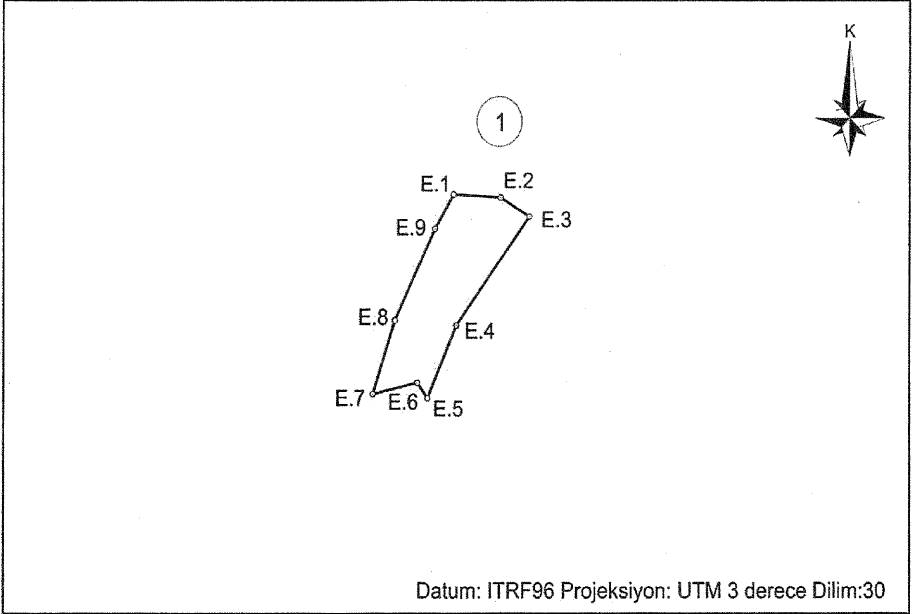 K
1
E.1
E.2
E.3
E.9
E.8
E.4
E.7
E.6
E.5
Datum: ITRF96 Projeksiyon: UTM 3 derece Dilim:30